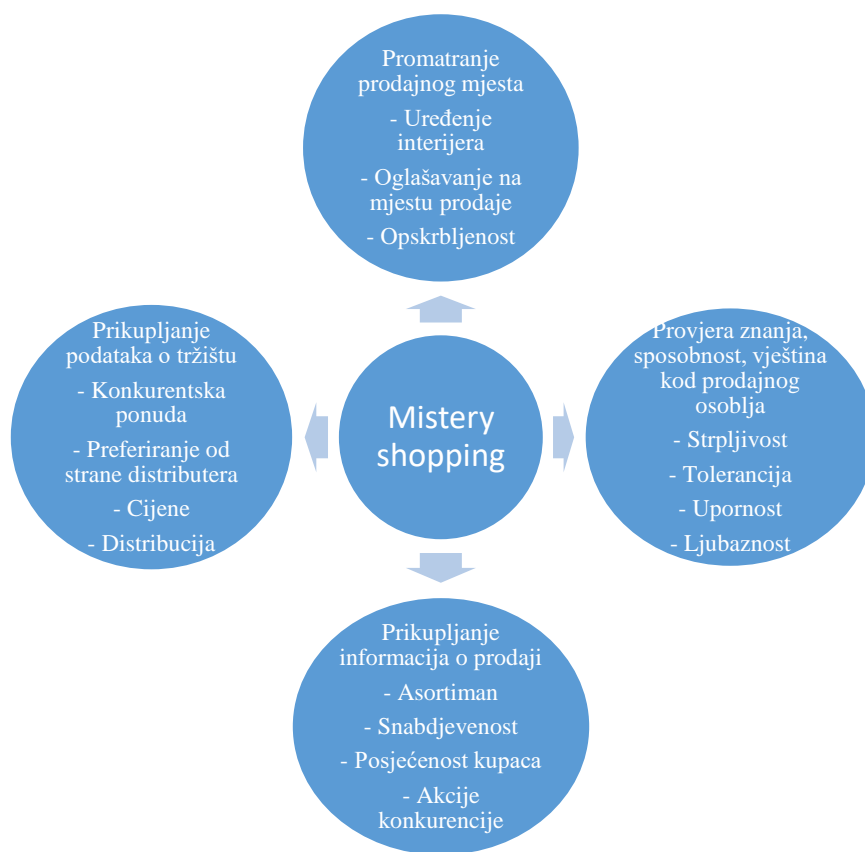 Promatranje
prodajnog mjesta
- Uređenje
interijera
- Oglašavanje na
mjestu prodaje
- Opskrbljenost
Prikupljanje
podataka o tržištu
- Konkurentska
ponuda
- Preferiranje od
strane distributera
- Cijene
- Distribucija
Mistery
shopping
Provjera znanja,
sposobnost, vještina
kod prodajnog
osoblja
- Strpljivost
- Tolerancija
- Upornost
- Ljubaznost
Prikupljanje
informacija o prodaji
- Asortiman
- Snabdjevenost
- Posjećenost kupaca
- Akcije
konkurencije